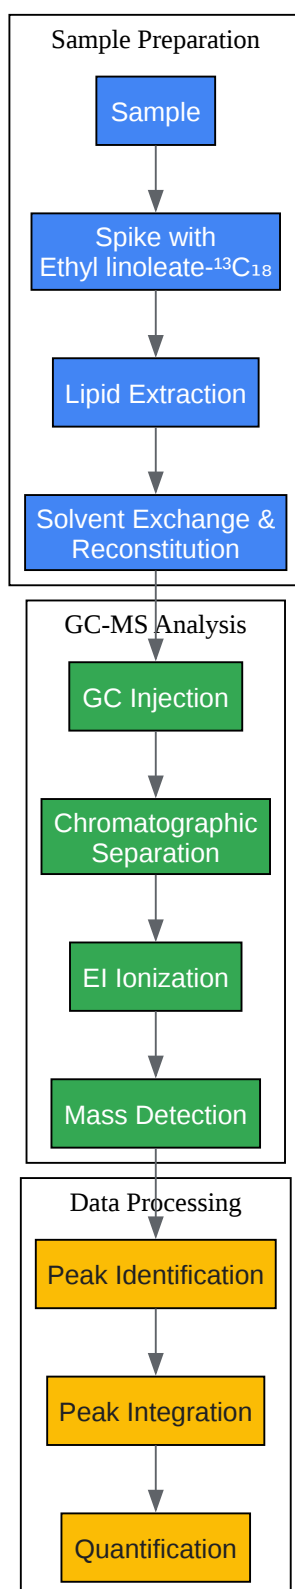 Sample Preparation
Sample
Spike with
Ethyl linoleate-¹³C₁₈
Lipid Extraction
Solvent Exchange &
Reconstitution
GC-MS Analysis
GC Injection
Chromatographic
Separation
EI Ionization
Mass Detection
Data Processing
Peak Identification
Peak Integration
Quantification